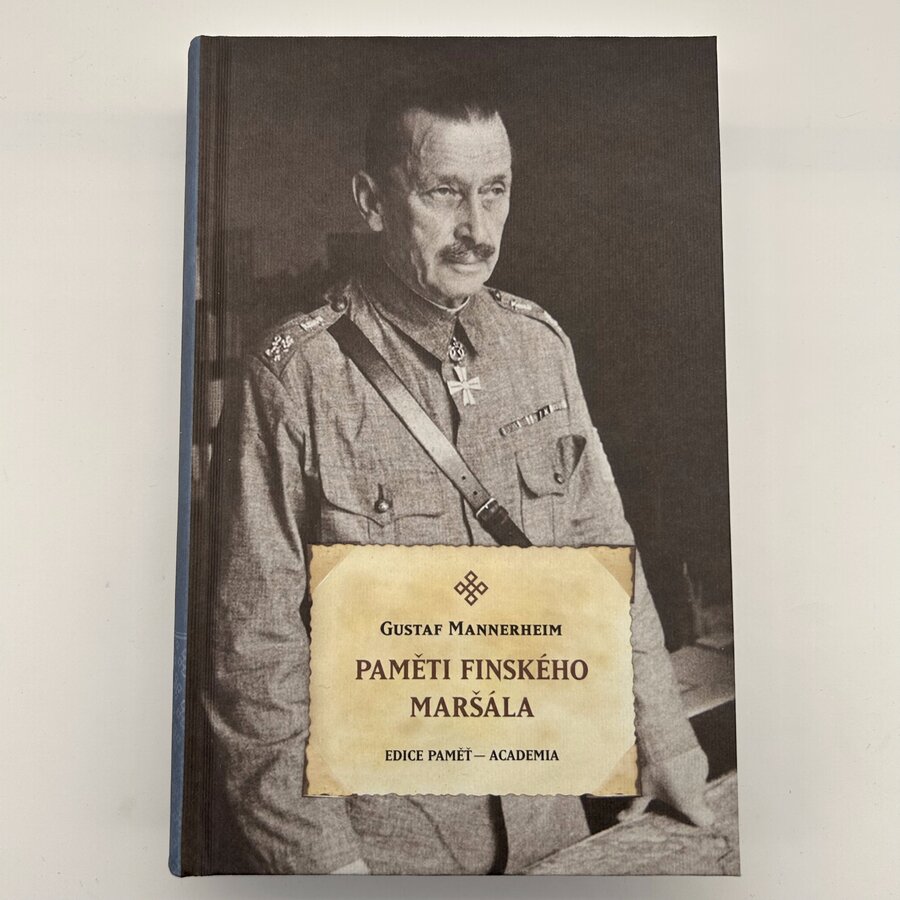 GUSTAF MANNERHEIM
PAMĚTI FINSKÉHO
MARŠÁLA
EDICE PAMĚŤ — ACADEMIA